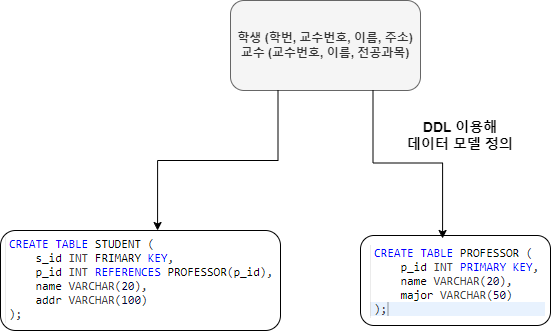 학생 (학번, 교수번호, 이름, 주소)
교수 (교수번호, 이름, 전공과목)
DDL 이용해
데이터 모델 정의
CREATE TABLE STUDENT (
s_id INT FRIMARY KEY,
p_id INT REFERENCES PROFESSOR(p_id),
name VARCHAR(20),
addr VARCHAR(100)
);
CREATE TABLE PROFESSOR (
p_id INT PRIMARY KEY,
name VARCHAR(20),
major VARCHAR(50)
);